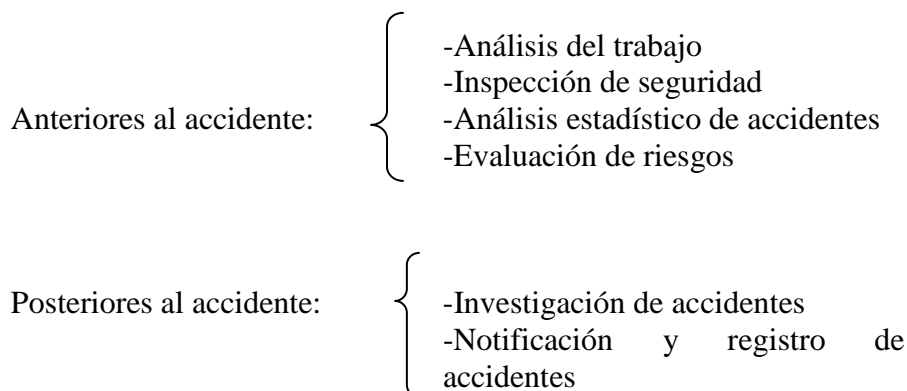 -Análisis del trabajo
-Inspección de seguridad
Anteriores al accidente: -Análisis estadístico de accidentes
-Evaluación de riesgos
Posteriores al accidente: -Investigación de accidentes
-Notificación y registro de
accidentes